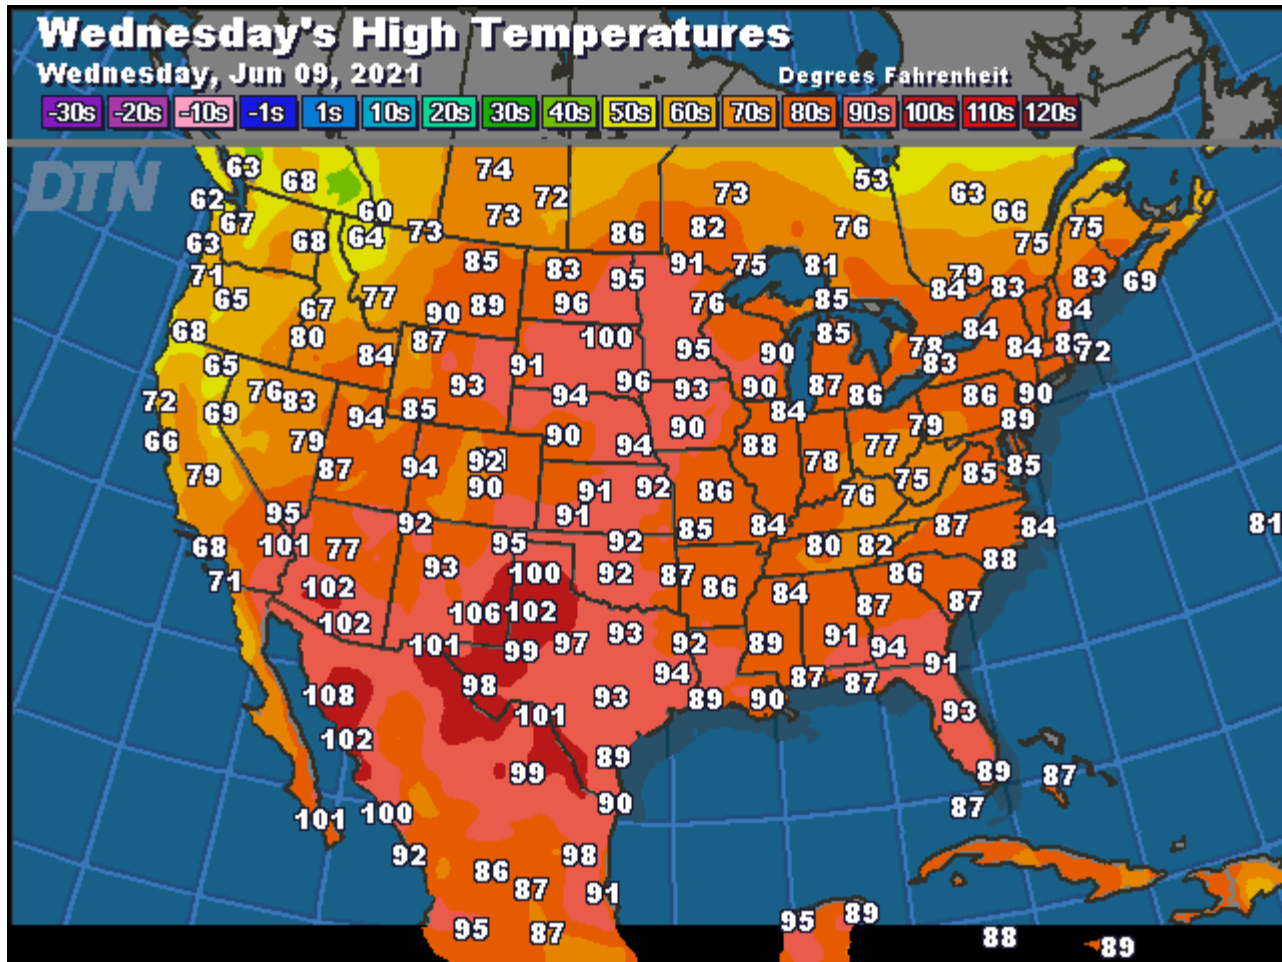 Wednesday's High Temperatures
Wednesday, Jun 09, 2021
Degrees Fahrenheit
-30s -20s -10s -1s 1s 10s 20s 30s 40s 50s 60s 70s 80s 90s 100s 110s 120s
DTN
63 68 74 53
62 60 72 73 63
67 64 73 73 66
63 68 86 82 76 75 75
71 77 85 83 95 91 75 81 84 79 83 83 69
65 67 90 89 96 76 85 84
68 80 87 100 95 85 84
65 84 91 90 78 83 84 72
72 76 83 93 94 96 93 90 87 86 86 90
66 69 94 85 90 94 90 84 79 89
79 79 87 94 92 88 78 77
90 91 92 86 76 75 85 85
95 92 91 85 84 87 84 81
68 101 77 95 92 80 82 88
71 102 93 100 92 87 86 84 86
102 106 102 93 87 87
101 99 97 92 89 91 94 91
98 94 87 87
108 101 93 89 90 93
102 99 89 89 87
101 100 90 87
92 86 98
87 91
95 87 95 89 88 89